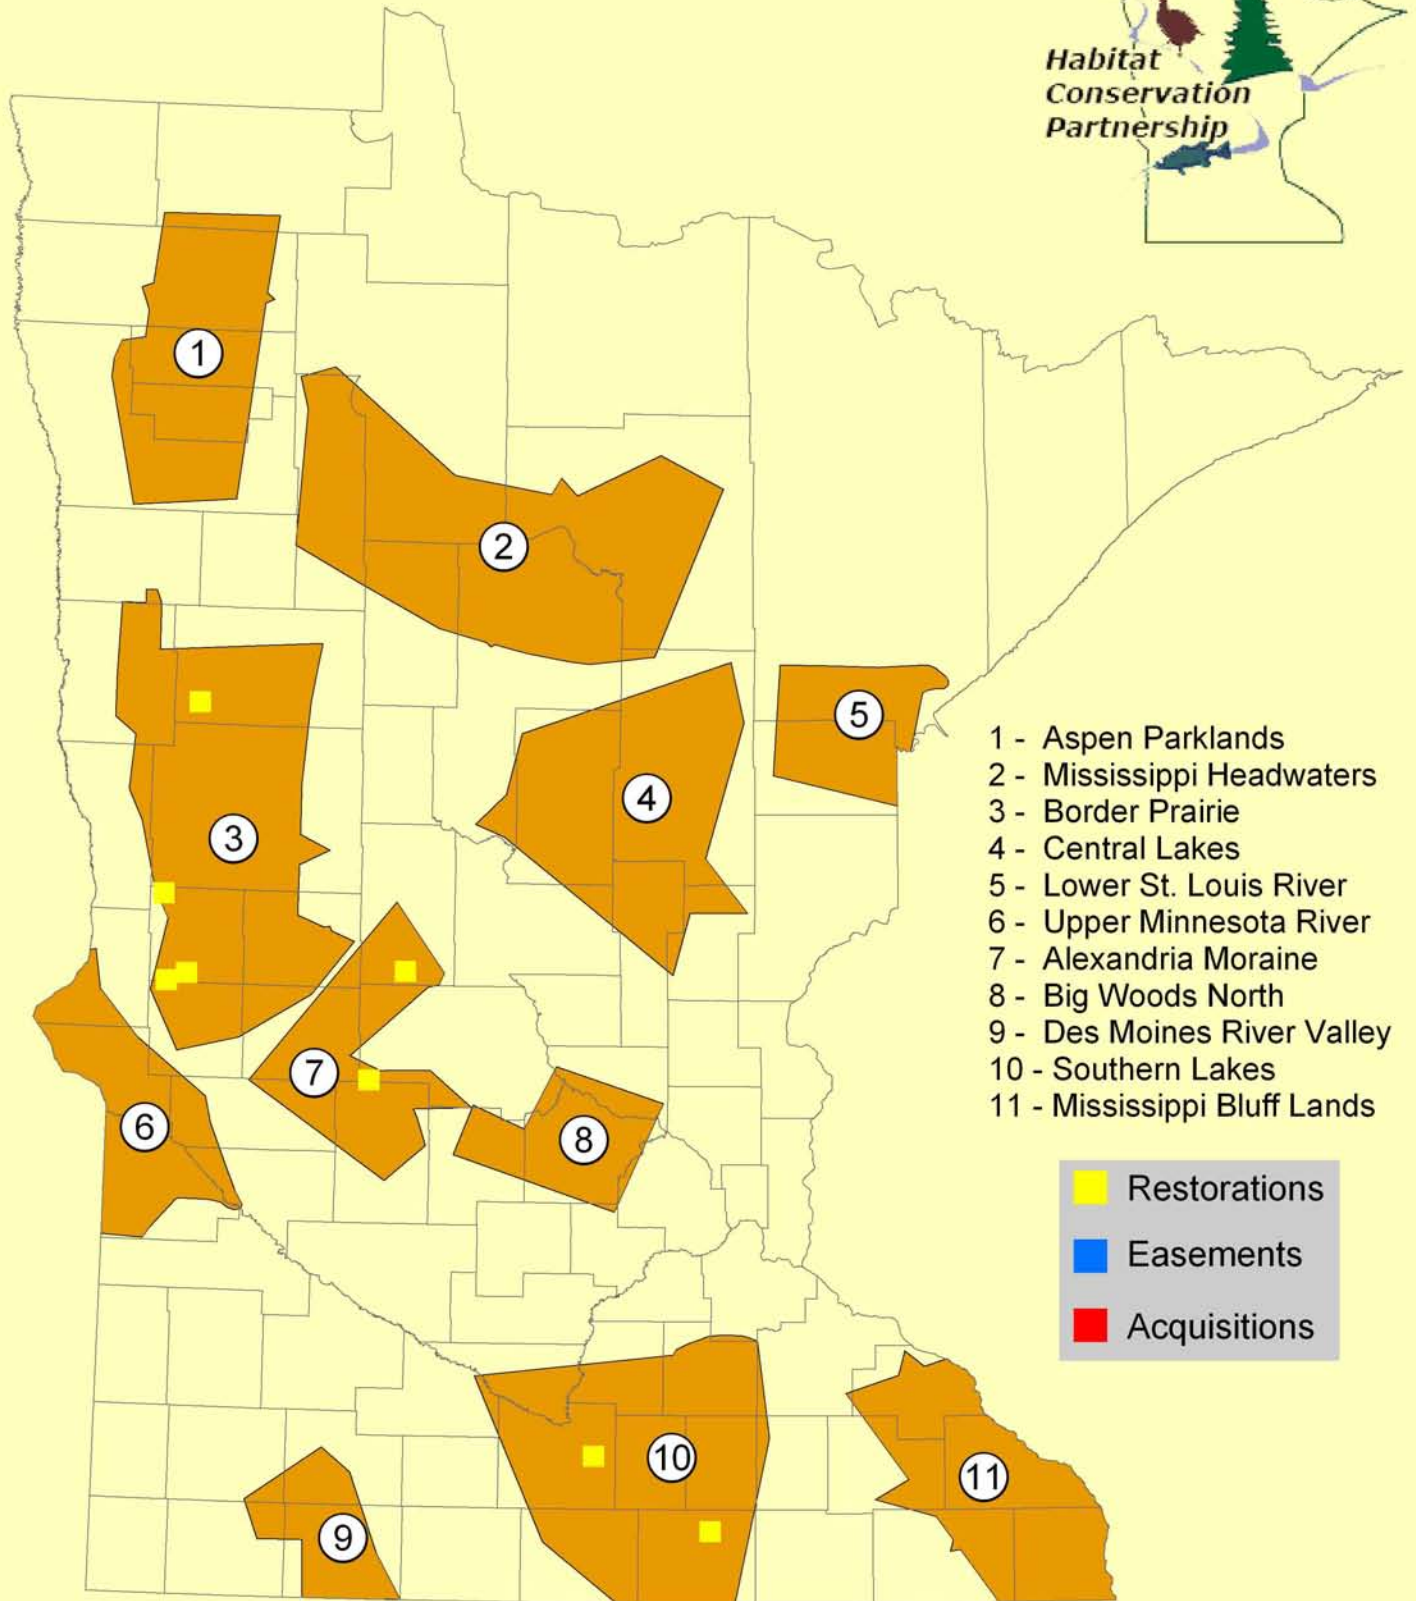 Habitat
Conservation
Partnership
1
2
3
4
5
6
7
8
9
10
11
1 - Aspen Parklands
2 - Mississippi Headwaters
3 - Border Prairie
4 - Central Lakes
5 - Lower St. Louis River
6 - Upper Minnesota River
7 - Alexandria Moraine
8 - Big Woods North
9 - Des Moines River Valley
10 - Southern Lakes
11 - Mississippi Bluff Lands
Restorations
Easements
Acquisitions